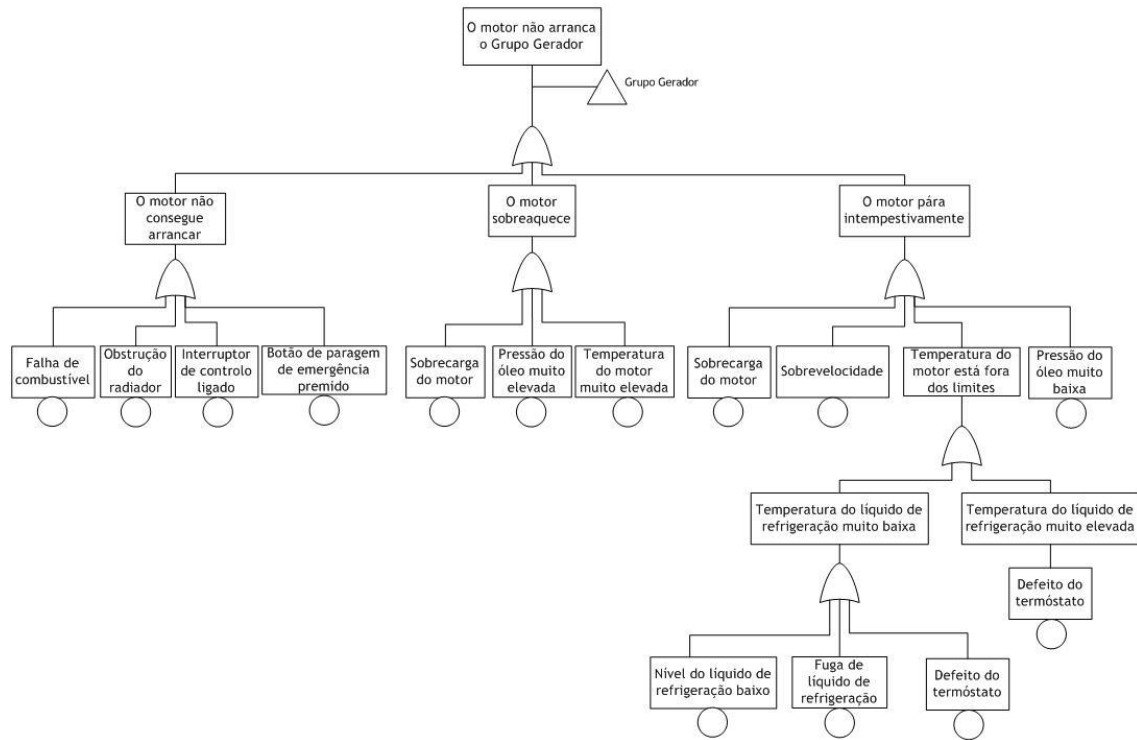 O motor não arranca
o Grupo Gerador
Grupo Gerador
O motor não
consegue
arrancar
O motor
sobreaquece
O motor pára
intempestivamente
Falha de
combustível
Obstrução
do
radiador
Interruptor
de controlo
ligado
Botão de paragem
de emergência
premido
Sobrecarga
do motor
Pressão do
óleo muito
elevada
Temperatura
do motor
muito elevada
Sobrecarga
do motor
Sobrevelocidade
Temperatura do
motor está fora
dos limites
Pressão do
óleo muito
baixa
Temperatura do líquido de
refrigeração muito baixa
Temperatura do líquido de
refrigeração muito elevada
Defeito do
termóstato
Nível do líquido de
refrigeração baixo
Fuga de
líquido de
refrigeração
Defeito do
termóstato